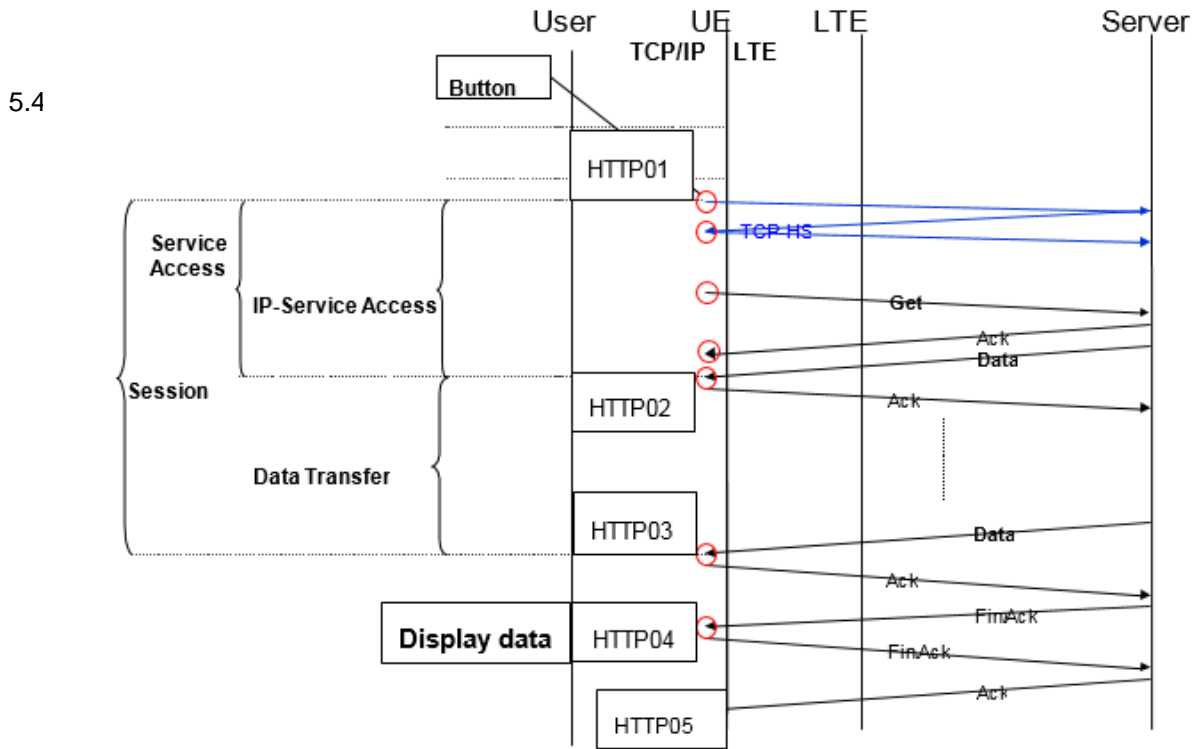 User UE LTE Server
TCP/IP LTE
Button
5.4
HTTP01
TCP HS
Service
Access
IP-Service Access
Get
Ack
Data
Session
HTTP02
Ack
Data Transfer
HTTP03
Data
Ack
FinAck
Display data
HTTP04
FinAck
Ack
HTTP05